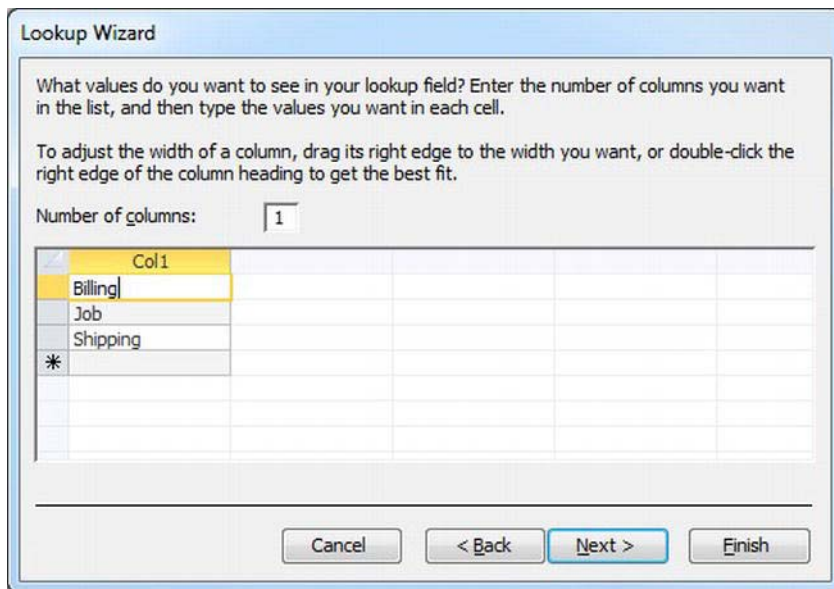 Lookup Wizard
What values do you want to see in your lookup field? Enter the number of columns you want
in the list, and then type the values you want in each cell.
To adjust the width of a column, drag its right edge to the width you want, or double-click the
right edge of the column heading to get the best fit.
Number of columns: 1
Col1
Billing
Job
Shipping
Cancel < Back Next > Finish